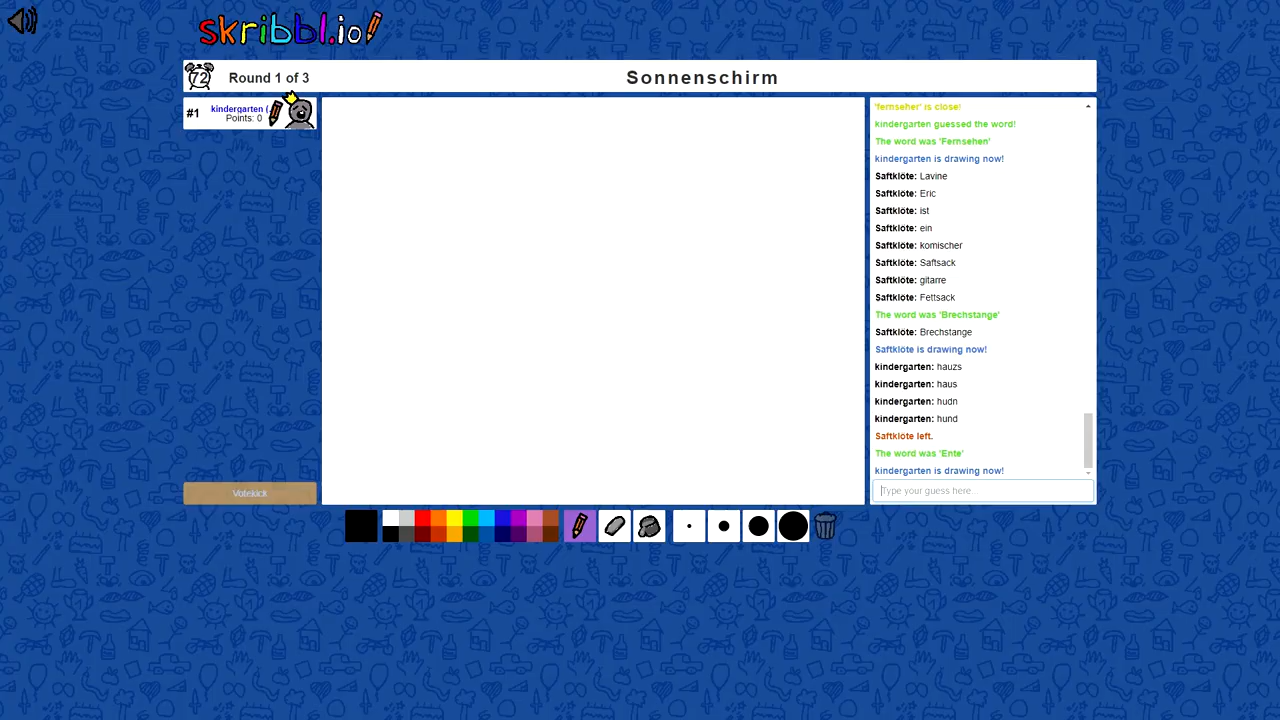 skribbl.io
72
Round 1 of 3
Sonnenschirm
#1
kindergarten (
Points: 0
Votekick
'fernseher' is close!
kindergarten guessed the word!
The word was 'Fernsehen'
kindergarten is drawing now!
Saftklöte: Lavine
Saftklöte: Eric
Saftklöte: ist
Saftklöte: ein
Saftklöte: komischer
Saftklöte: Saftsack
Saftklöte: gitarre
Saftklöte: Fettsack
The word was 'Brechstange'
Saftklöte: Brechstange
Saftklöte is drawing now!
kindergarten: hauzs
kindergarten: haus
kindergarten: hudn
kindergarten: hund
Saftklöte left.
The word was 'Ente'
kindergarten is drawing now!
Type your guess here...